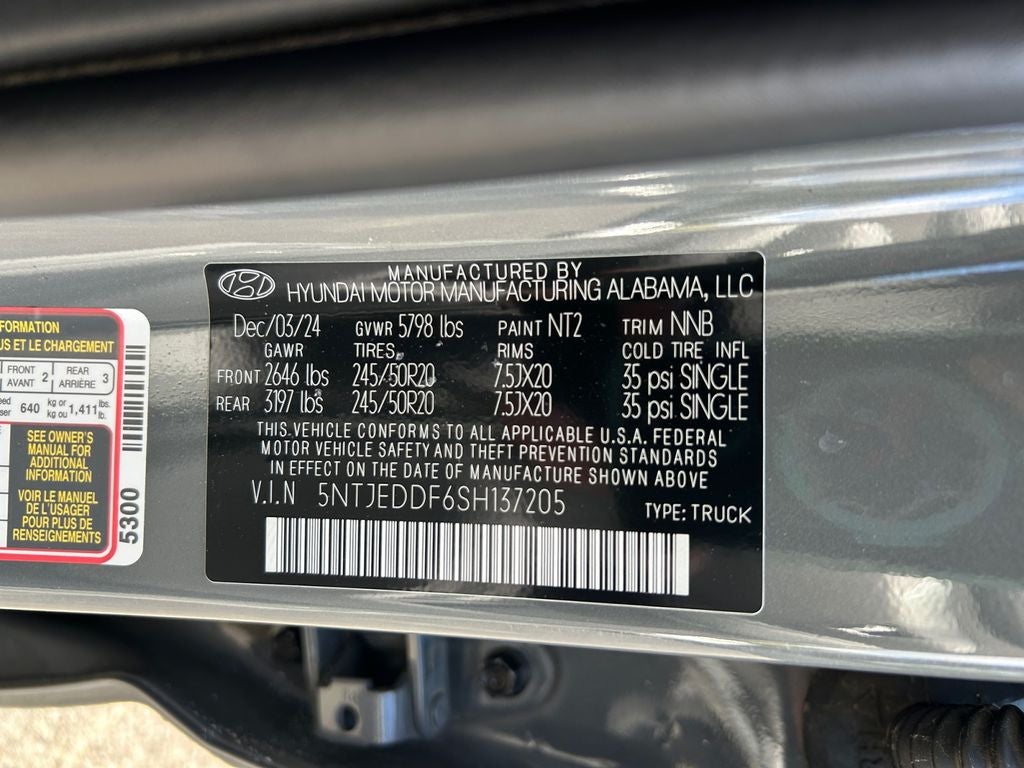 MANUFACTURED BY
HYUNDAI MOTOR MANUFACTURING ALABAMA, LLC
Dec/03/24 GVWR 5798 lbs PAINT NT2 TRIM NNB
GAWR TIRES RIMS COLD TIRE INFL
FRONT 2646 lbs 245/50R20 7.5JX20 35 psi SINGLE
REAR 3197 lbs 245/50R20 7.5JX20 35 psi SINGLE
THIS VEHICLE CONFORMS TO ALL APPLICABLE U.S.A. FEDERAL
MOTOR VEHICLE SAFETY AND THEFT PREVENTION STANDARDS
IN EFFECT ON THE DATE OF MANUFACTURE SHOWN ABOVE
V.I.N 5NTJEDDF6SH137205
TYPE: TRUCK
FORMATION
US ET LE CHARGEMENT
FRONT AVANT 2 REAR ARRIÈRE 3
640 kg or kg ou 1,411 lb. lb.
SEE OWNER'S
MANUAL FOR
ADDITIONAL
INFORMATION
VOIR LE MANUEL
DE L'USAGER
POUR PLUS DE
RENSEIGNEMENTS
5300